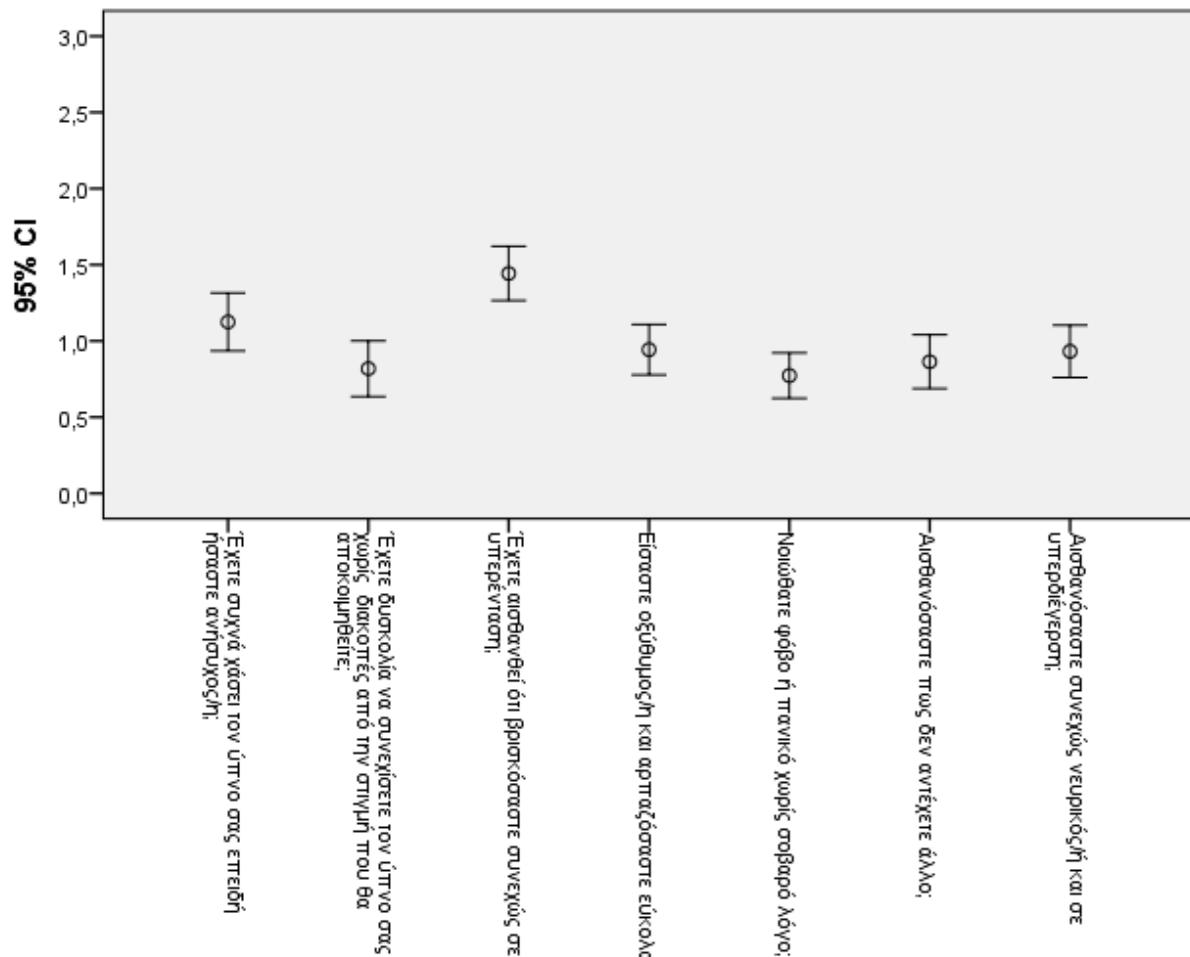 3,0
2,5
2,0
1,5
1,0
0,5
0,0
95% CI
Έχετε συχνά χάσει τον ύπνο σας επειδή
ήσαστε ανήσυχος/η;
Έχετε δυσκολία να συνεχίσετε τον ύπνο σας
χωρίς διακοπές από την στιγμή που θα
αποκοιμηθείτε;
Έχετε αισθανθεί ότι βρισκόσαστε συνεχώς σε
υπερένταση;
Είσαστε οξύθυμος/η και αρπαζόσαστε εύκολα
Νοιώθατε φόβο ή πανικό χωρίς σοβαρό λόγο;
Αισθανόσαστε πως δεν αντέχετε άλλο;
Αισθανόσαστε συνεχώς νευρικός/ή και σε
υπερδιέγερση;